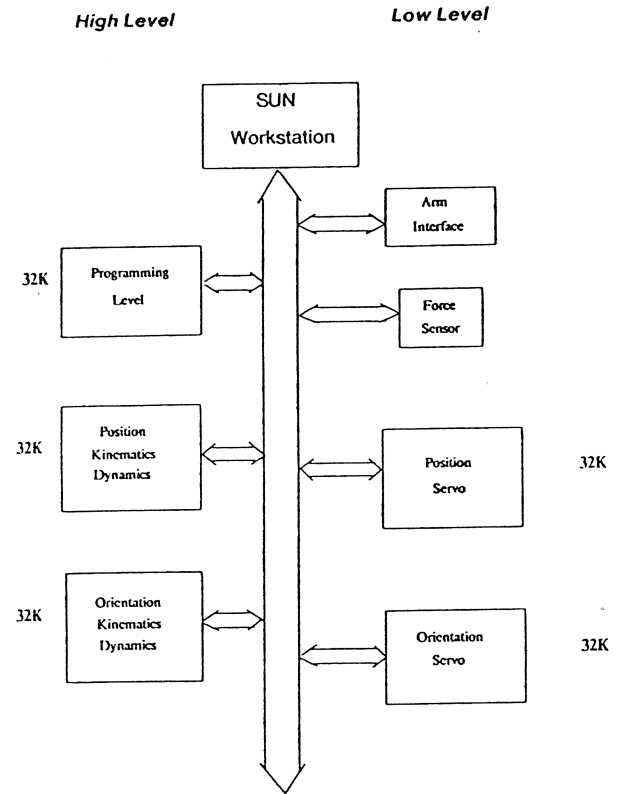 High Level
Low Level
SUN
Workstation
Arm
Interface
32K
Programming
Level
Force
Sensor
32K
Position
Kinematics
Dynamics
Position
Servo
32K
32K
Orientation
Kinematics
Dynamics
Orientation
Servo
32K